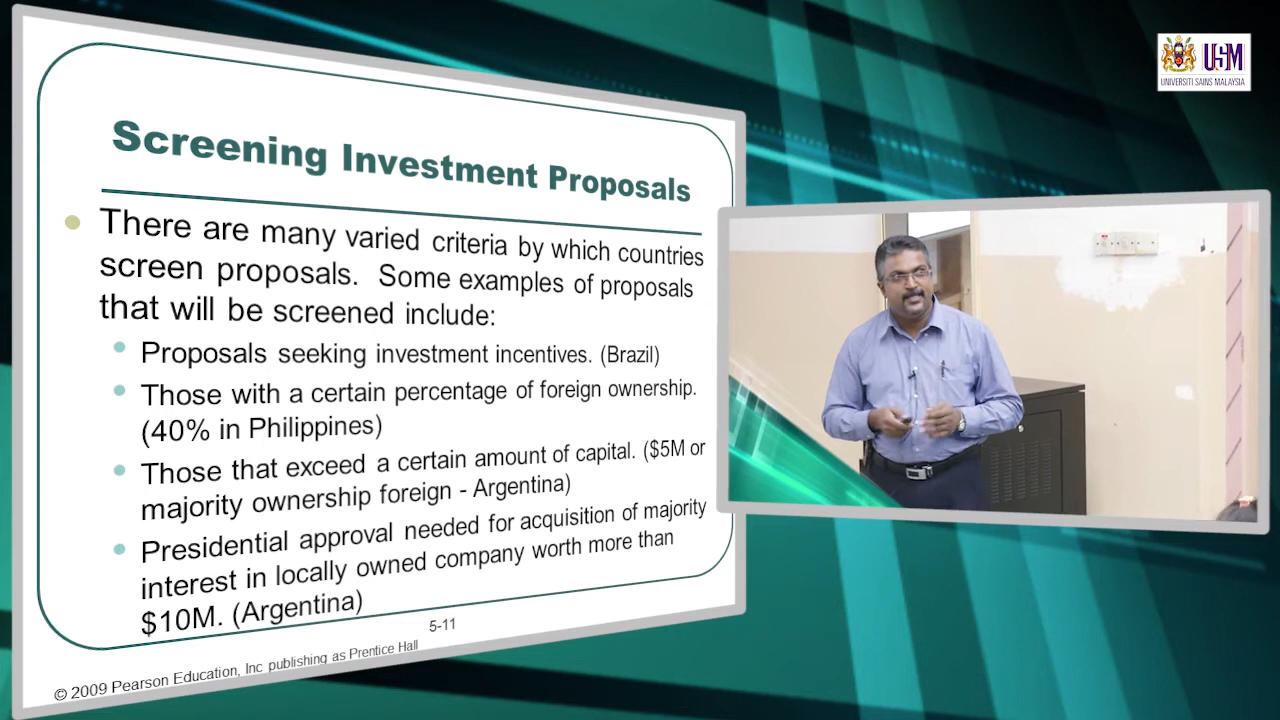 Screening Investment Proposals
There are many varied criteria by which countries
screen proposals. Some examples of proposals
that will be screened include:
Proposals seeking investment incentives. (Brazil)
Those with a certain percentage of foreign ownership.
(40% in Philippines)
Those that exceed a certain amount of capital. ($5M or
majority ownership foreign - Argentina)
Presidential approval needed for acquisition of majority
interest in locally owned company worth more than
$10M. (Argentina)
5-11
© 2009 Pearson Education, Inc publishing as Prentice Hall
USM
UNIVERSITI SAINS MALAYSIA